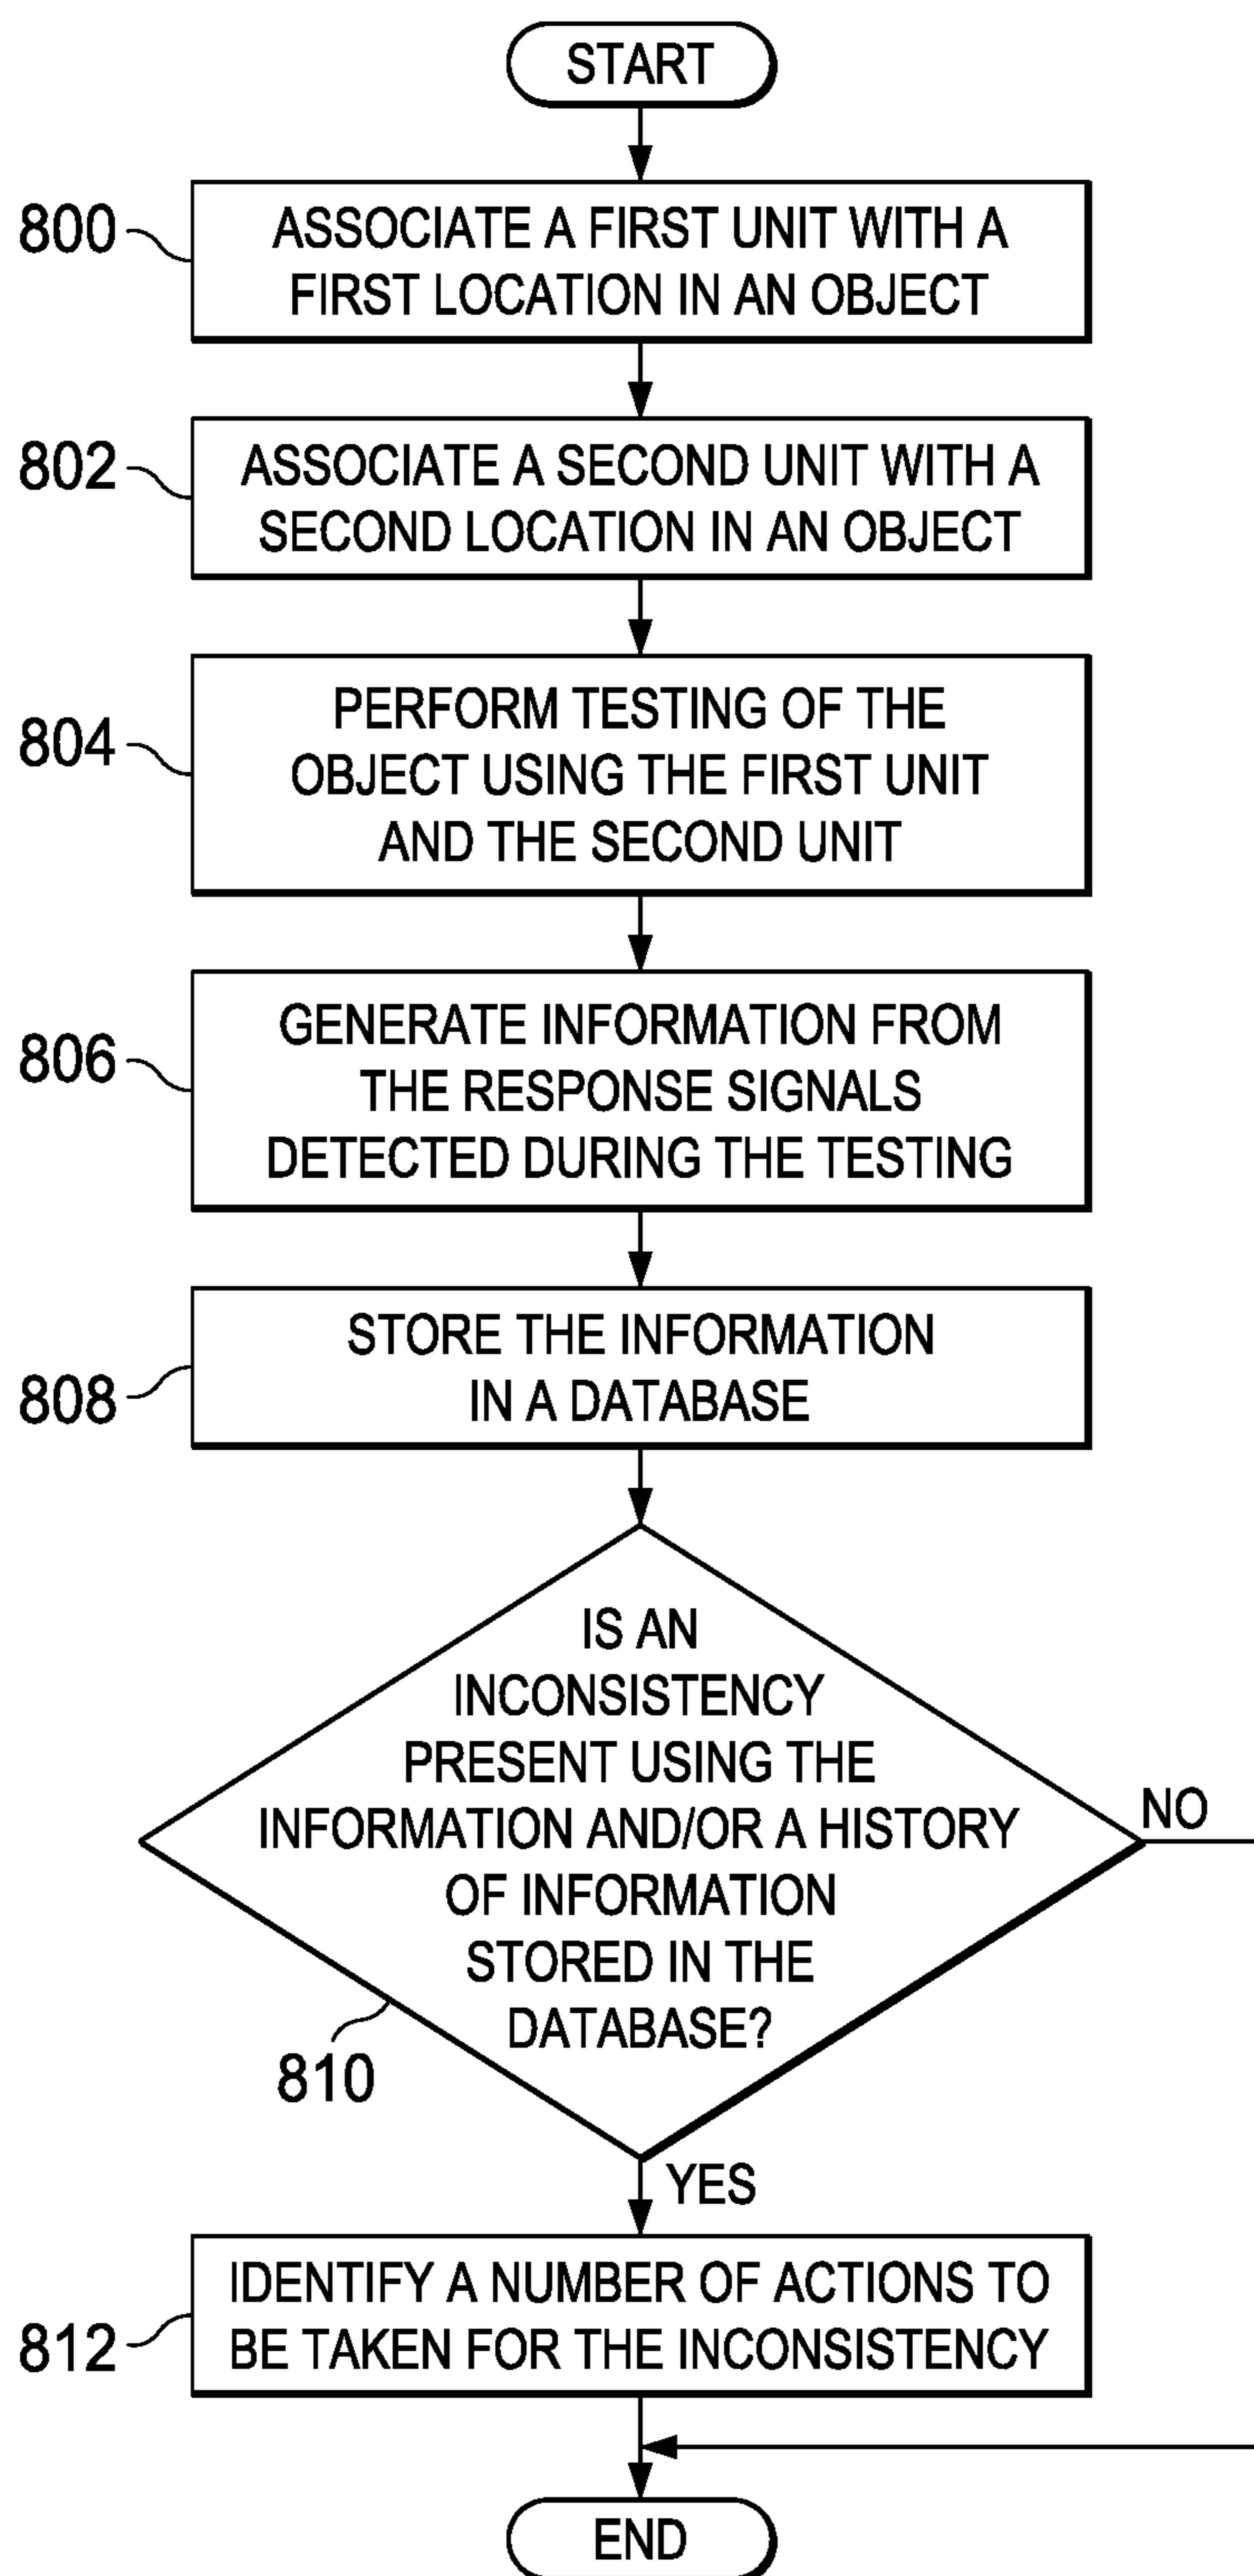 START
800
ASSOCIATE A FIRST UNIT WITH A
FIRST LOCATION IN AN OBJECT
802
ASSOCIATE A SECOND UNIT WITH A
SECOND LOCATION IN AN OBJECT
804
PERFORM TESTING OF THE
OBJECT USING THE FIRST UNIT
AND THE SECOND UNIT
806
GENERATE INFORMATION FROM
THE RESPONSE SIGNALS
DETECTED DURING THE TESTING
808
STORE THE INFORMATION
IN A DATABASE
IS AN
INCONSISTENCY
PRESENT USING THE
INFORMATION AND/OR A HISTORY
OF INFORMATION
STORED IN THE
DATABASE?
NO
810
YES
812
IDENTIFY A NUMBER OF ACTIONS TO
BE TAKEN FOR THE INCONSISTENCY
END